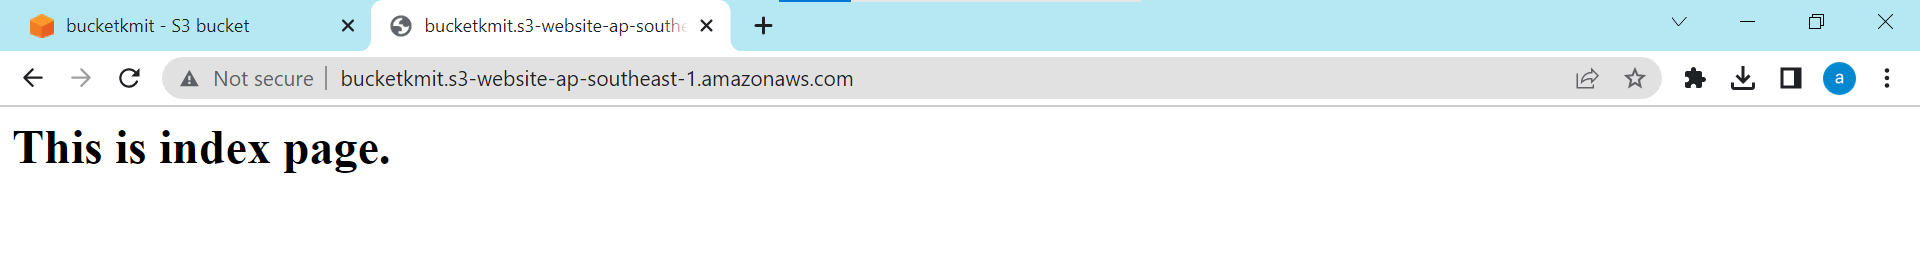 bucketkmit - S3 bucket
bucketkmit.s3-website-ap-southe
Not secure | bucketkmit.s3-website-ap-southeast-1.amazonaws.com
a
This is index page.